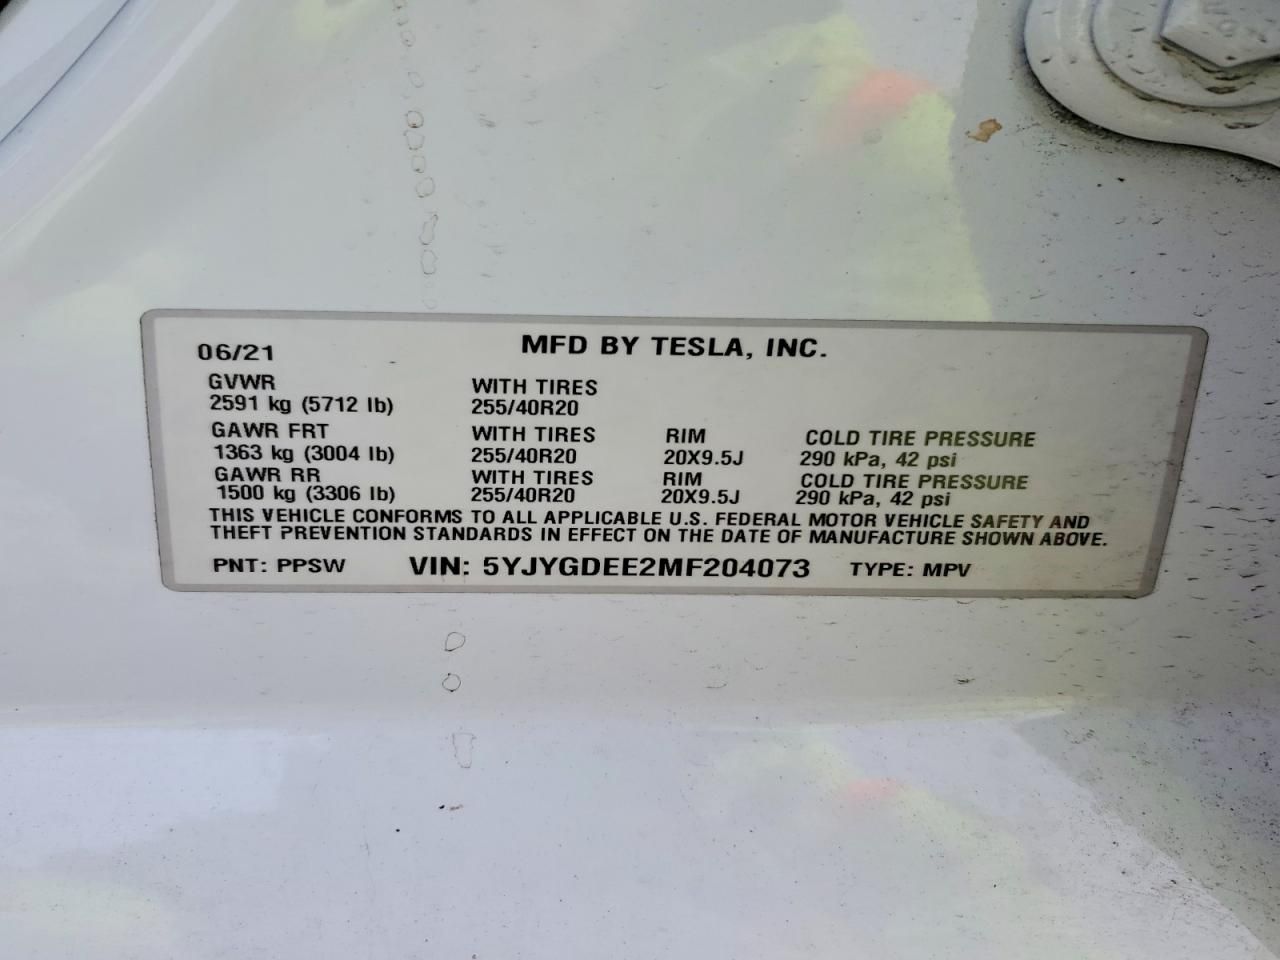 06/21 MFD BY TESLA, INC.
GVWR WITH TIRES
2591 kg (5712 lb) 255/40R20
GAWR FRT WITH TIRES RIM COLD TIRE PRESSURE
1363 kg (3004 lb) 255/40R20 20X9.5J 290 kPa, 42 psi
GAWR RR WITH TIRES RIM COLD TIRE PRESSURE
1500 kg (3306 lb) 255/40R20 20X9.5J 290 kPa, 42 psi
THIS VEHICLE CONFORMS TO ALL APPLICABLE U.S. FEDERAL MOTOR VEHICLE SAFETY AND
THEFT PREVENTION STANDARDS IN EFFECT ON THE DATE OF MANUFACTURE SHOWN ABOVE.
PNT: PPSW VIN: 5YJYGDEE2MF204073 TYPE: MPV